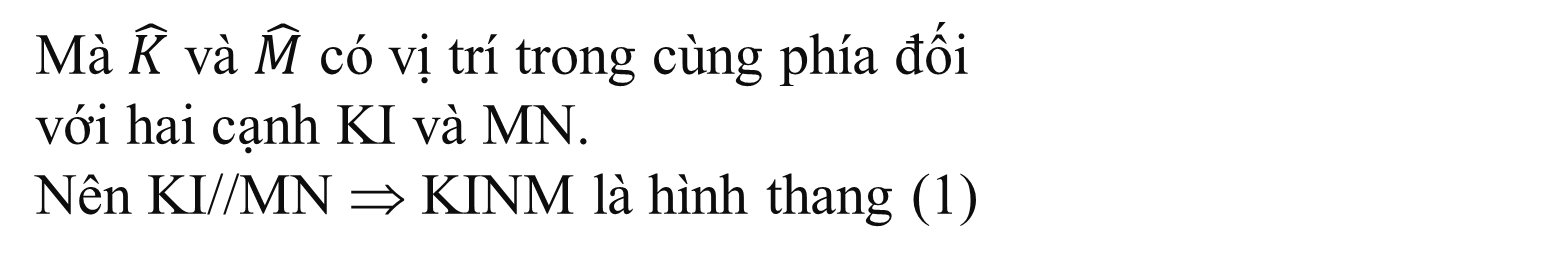 Mà K̂ và M̂ có vị trí trong cùng phía đối
với hai cạnh KI và MN.
Nên KI//MN ⇒ KINM là hình thang (1)